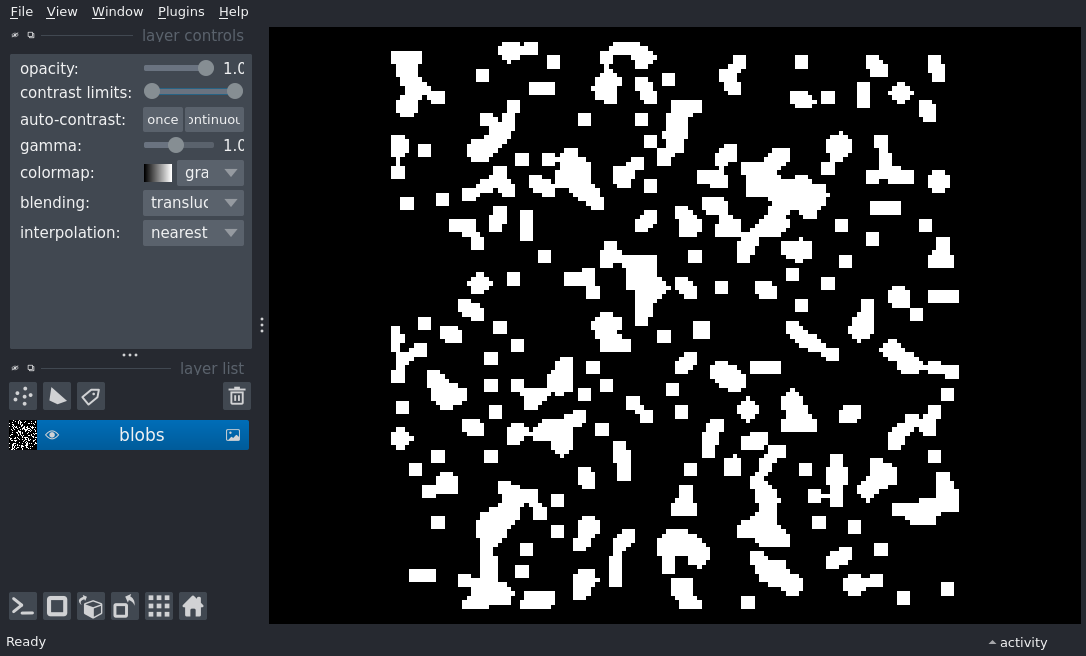 File View Window Plugins Help
layer controls
opacity: 1.0
contrast limits:
auto-contrast: once ontinuou
gamma: 1.0
colormap: gra
blending: transluc
interpolation: nearest
layer list
blobs
Ready
activity